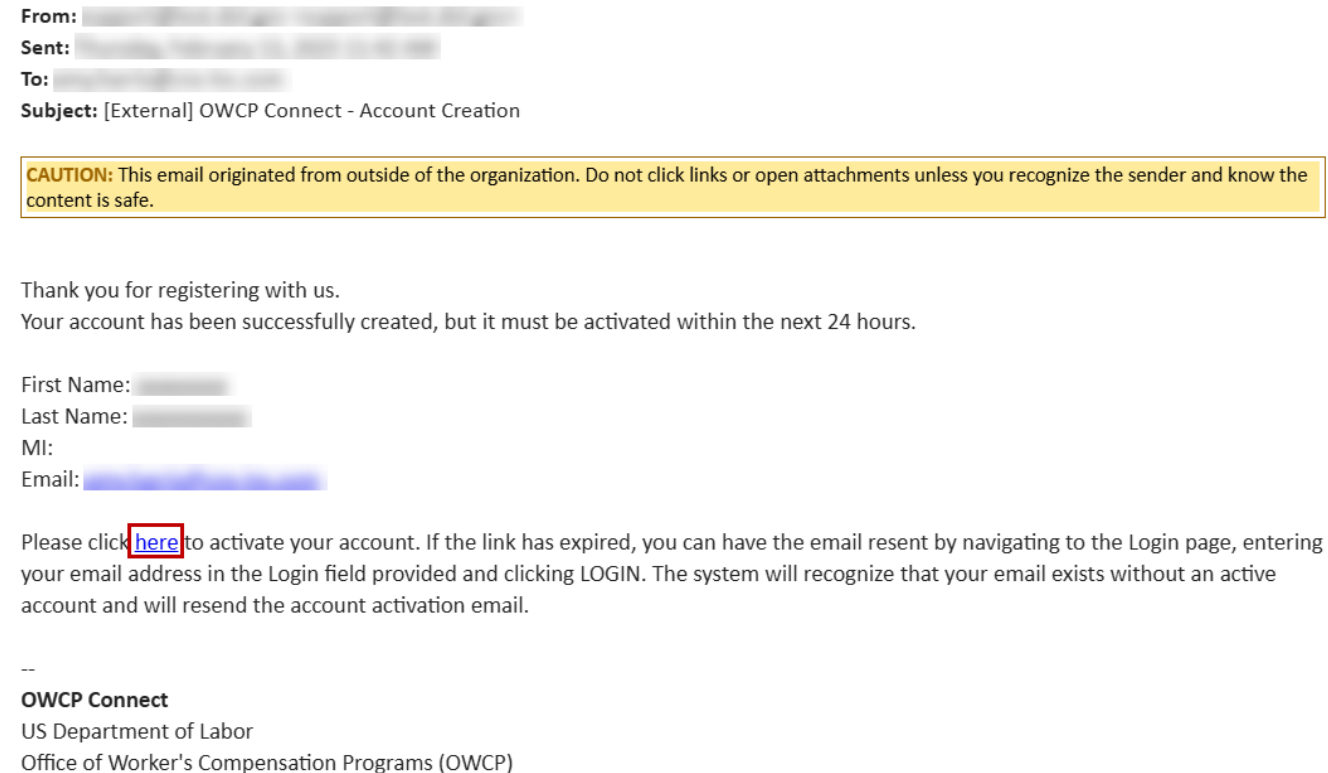 From:
Sent:
To:
Subject: [External] OWCP Connect - Account Creation
CAUTION: This email originated from outside of the organization. Do not click links or open attachments unless you recognize the sender and know the
content is safe.
Thank you for registering with us.
Your account has been successfully created, but it must be activated within the next 24 hours.
First Name:
Last Name:
MI:
Email:
Please click here to activate your account. If the link has expired, you can have the email resent by navigating to the Login page, entering
your email address in the Login field provided and clicking LOGIN. The system will recognize that your email exists without an active
account and will resend the account activation email.
--
OWCP Connect
US Department of Labor
Office of Worker's Compensation Programs (OWCP)